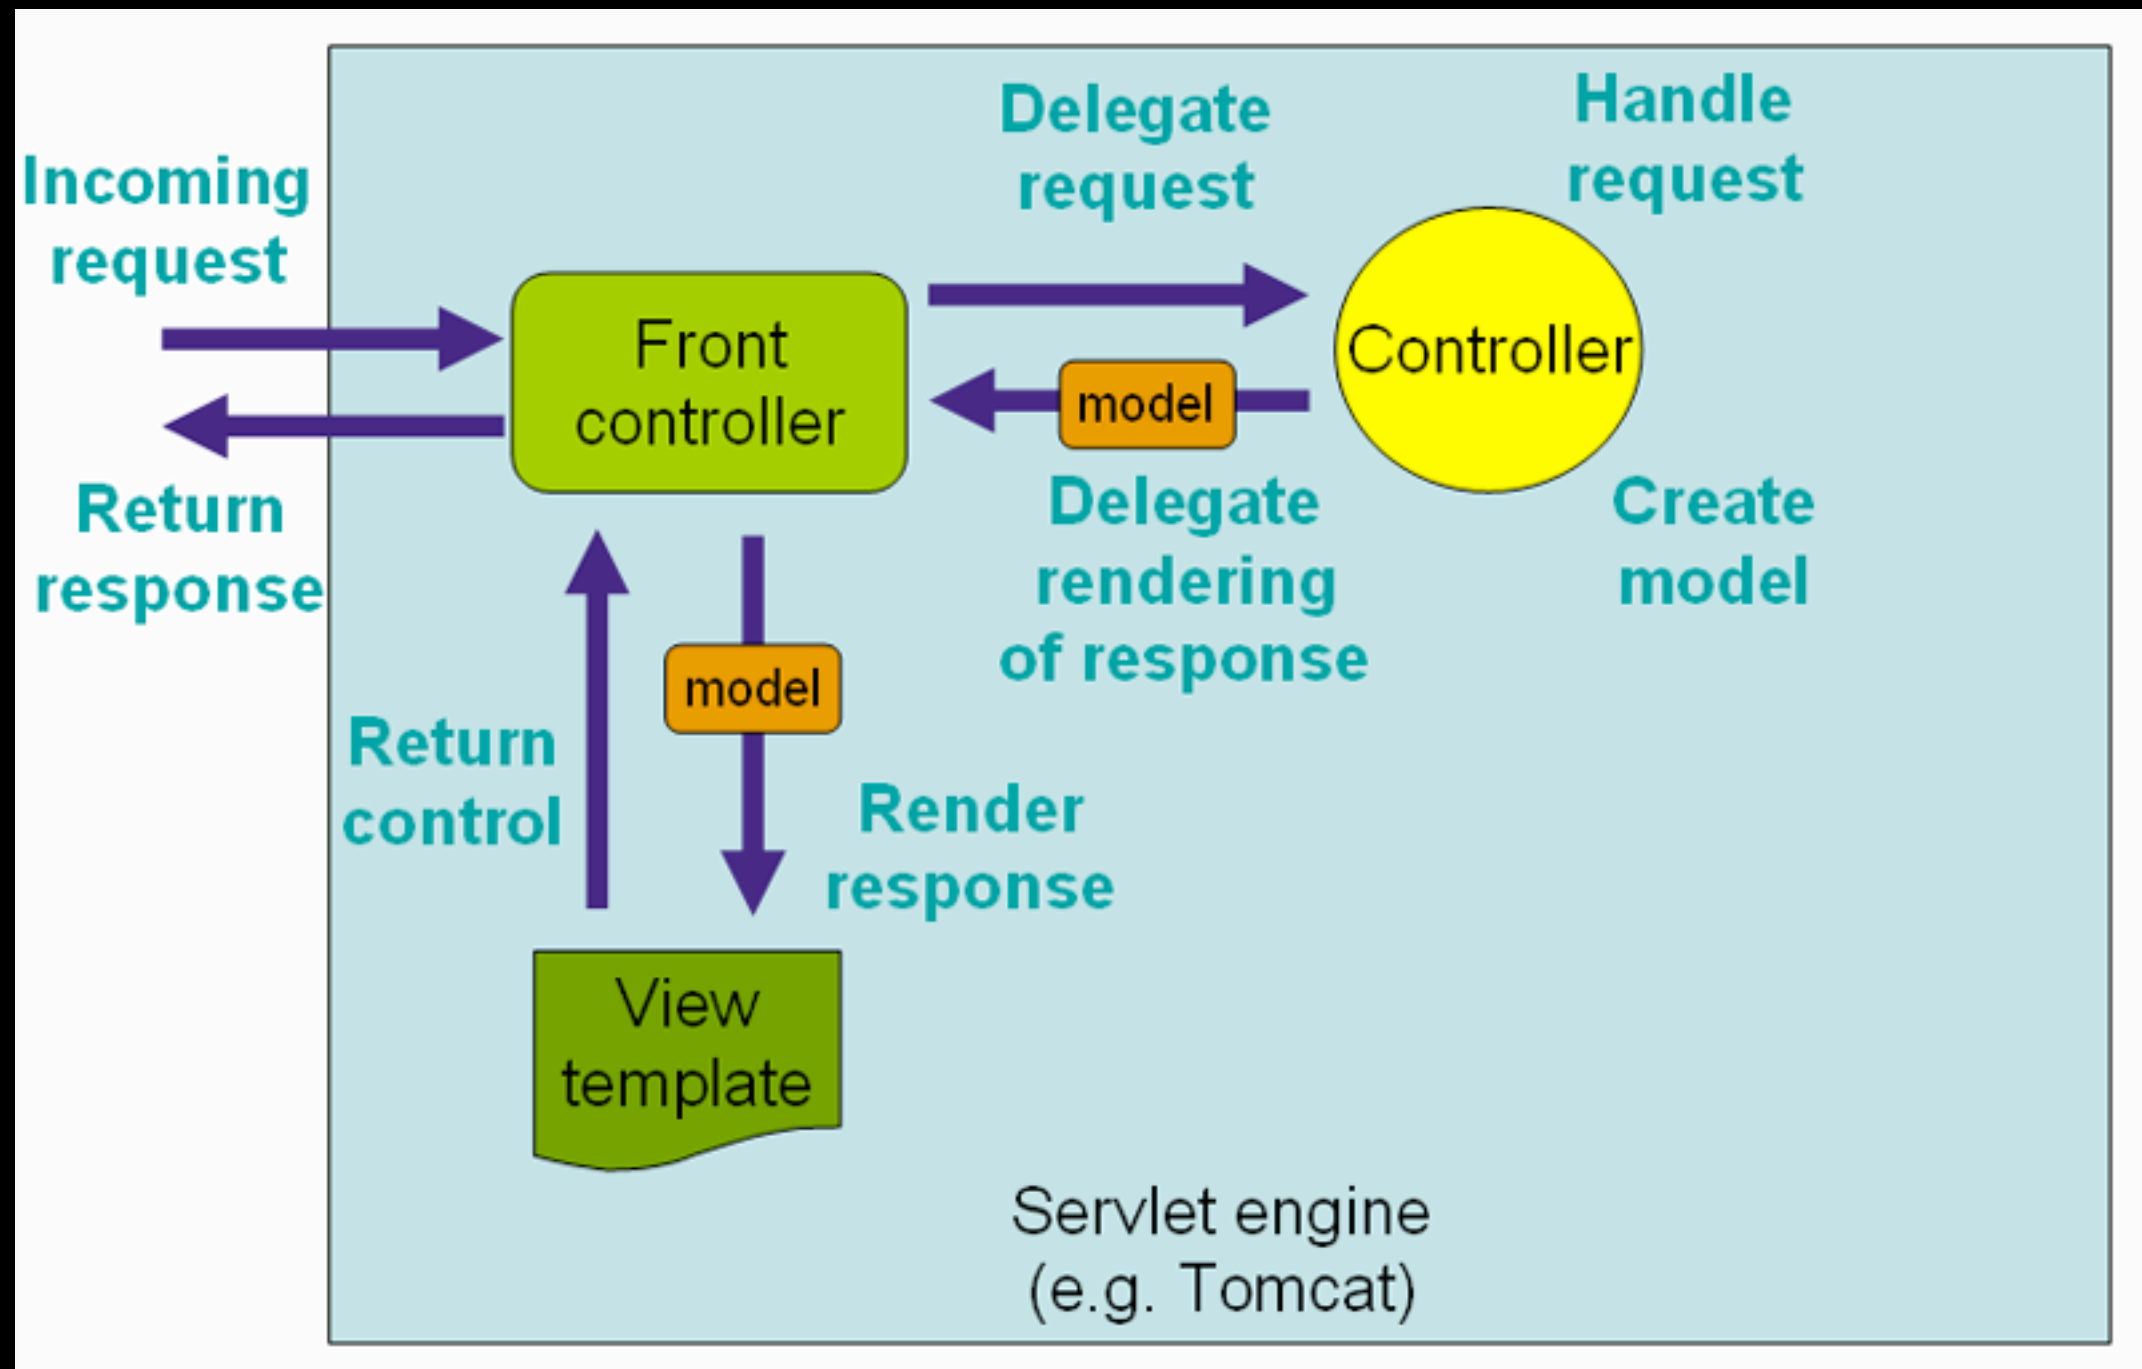 Incoming
request
Delegate
request
Handle
request
Front
controller
Controller
model
Return
response
Delegate
rendering
of response
Create
model
model
Return
control
Render
response
View
template
Servlet engine
(e.g. Tomcat)